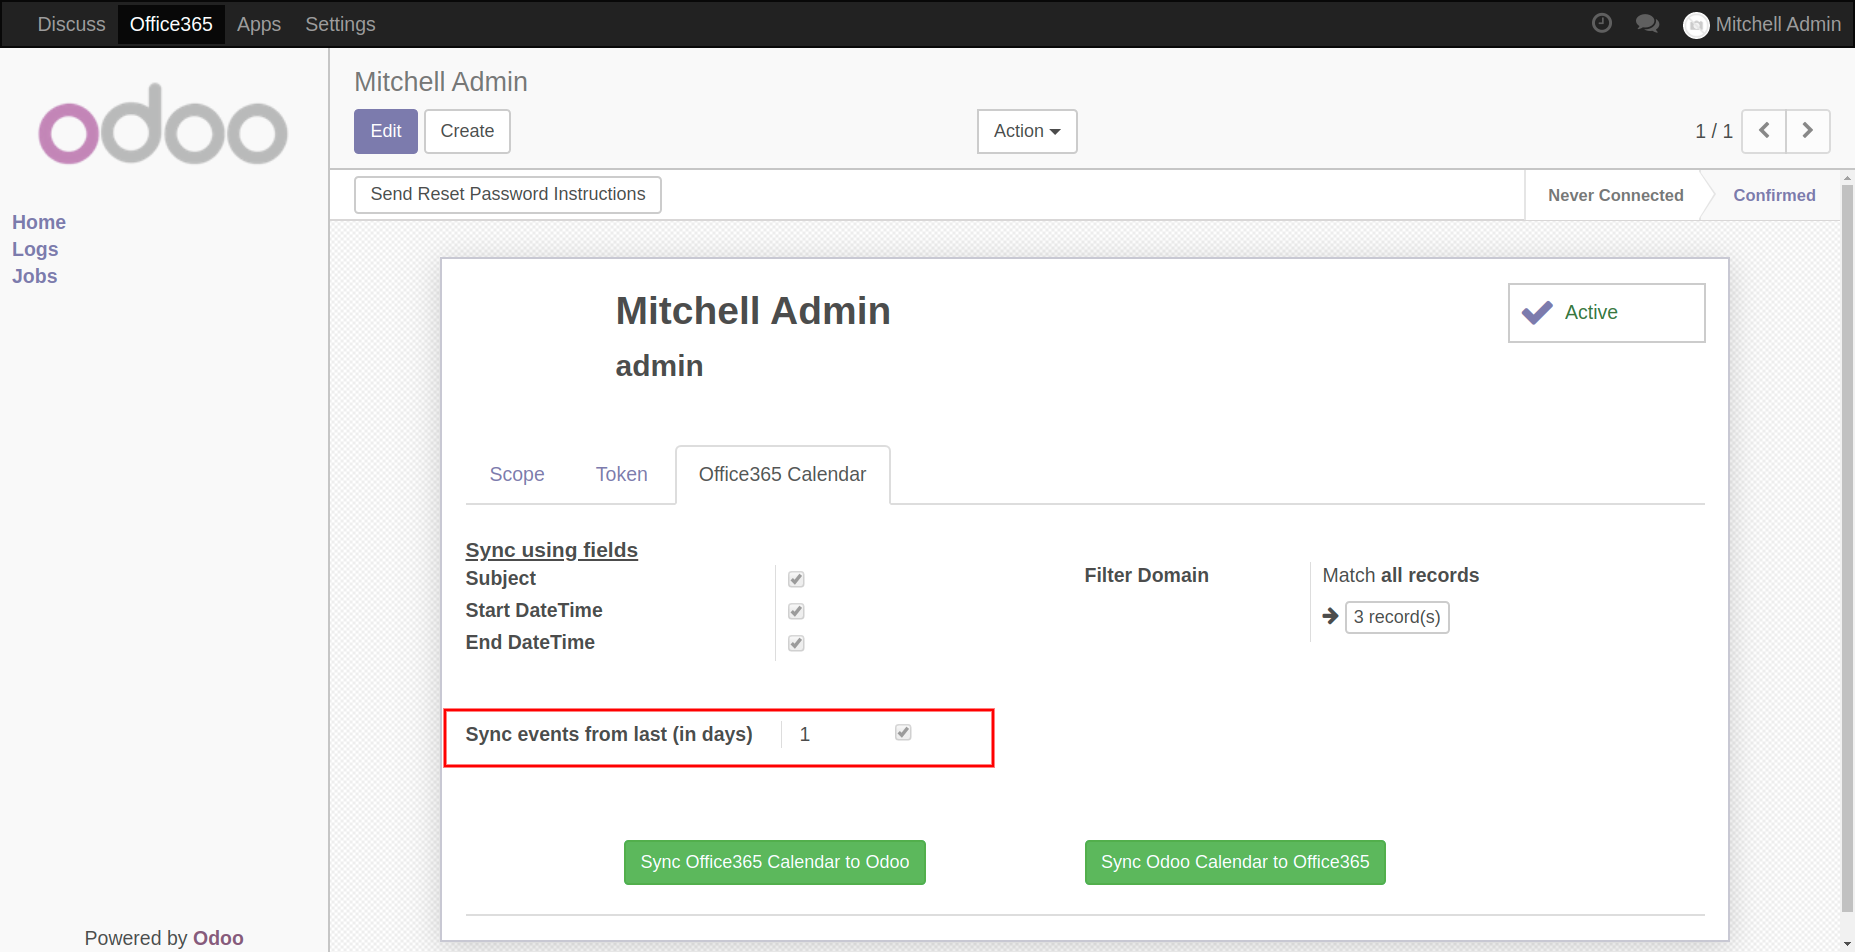 Discuss Office365 Apps Settings Mitchell Admin
odoo
Home
Logs
Jobs
Powered by Odoo
Mitchell Admin
Edit Create Action 1 / 1
Send Reset Password Instructions Never Connected Confirmed
Mitchell Admin
admin
Active
Scope Token Office365 Calendar
Sync using fields
Subject
Start DateTime
End DateTime
Filter Domain Match all records
3 record(s)
Sync events from last (in days) 1
Sync Office365 Calendar to Odoo Sync Odoo Calendar to Office365